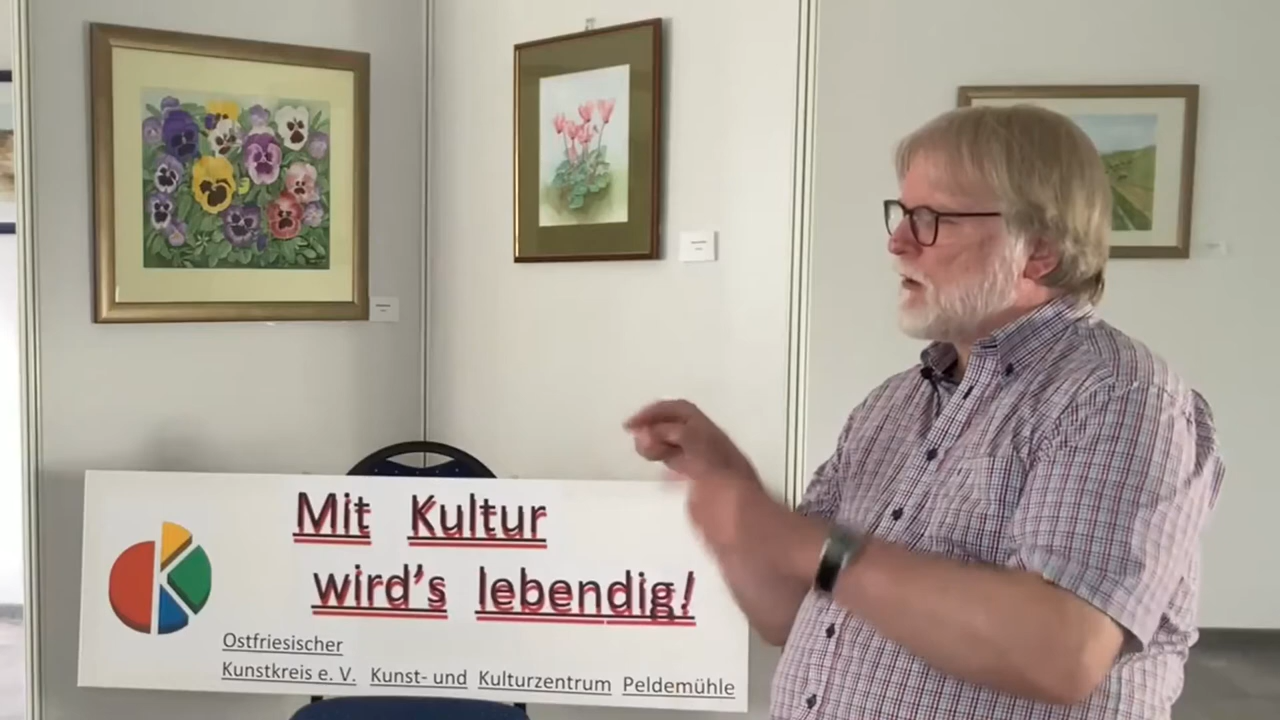 Mit Kultur
wird's lebendig!
Ostfriesischer
Kunstkreis e. V. Kunst- und Kulturzentrum Peldemühle